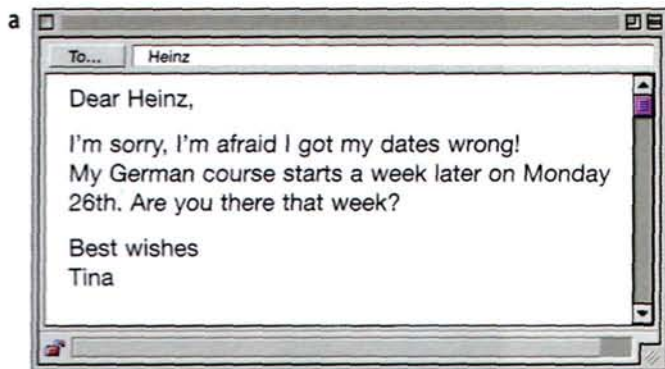 a
To... Heinz
Dear Heinz,
I'm sorry, I'm afraid I got my dates wrong!
My German course starts a week later on Monday
26th. Are you there that week?
Best wishes
Tina